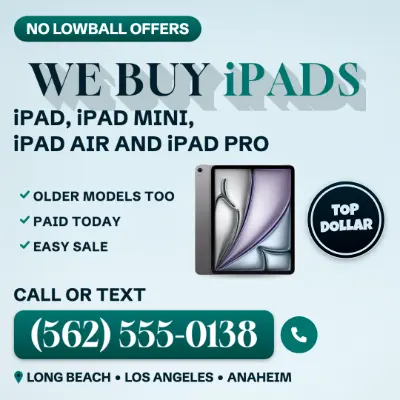 NO LOWBALL OFFERS
WE BUY iPADS
iPAD, iPAD MINI,
iPAD AIR AND iPAD PRO
OLDER MODELS TOO
PAID TODAY
EASY SALE
TOP
DOLLAR
CALL OR TEXT
(562) 555-0138
LONG BEACH • LOS ANGELES • ANAHEIM